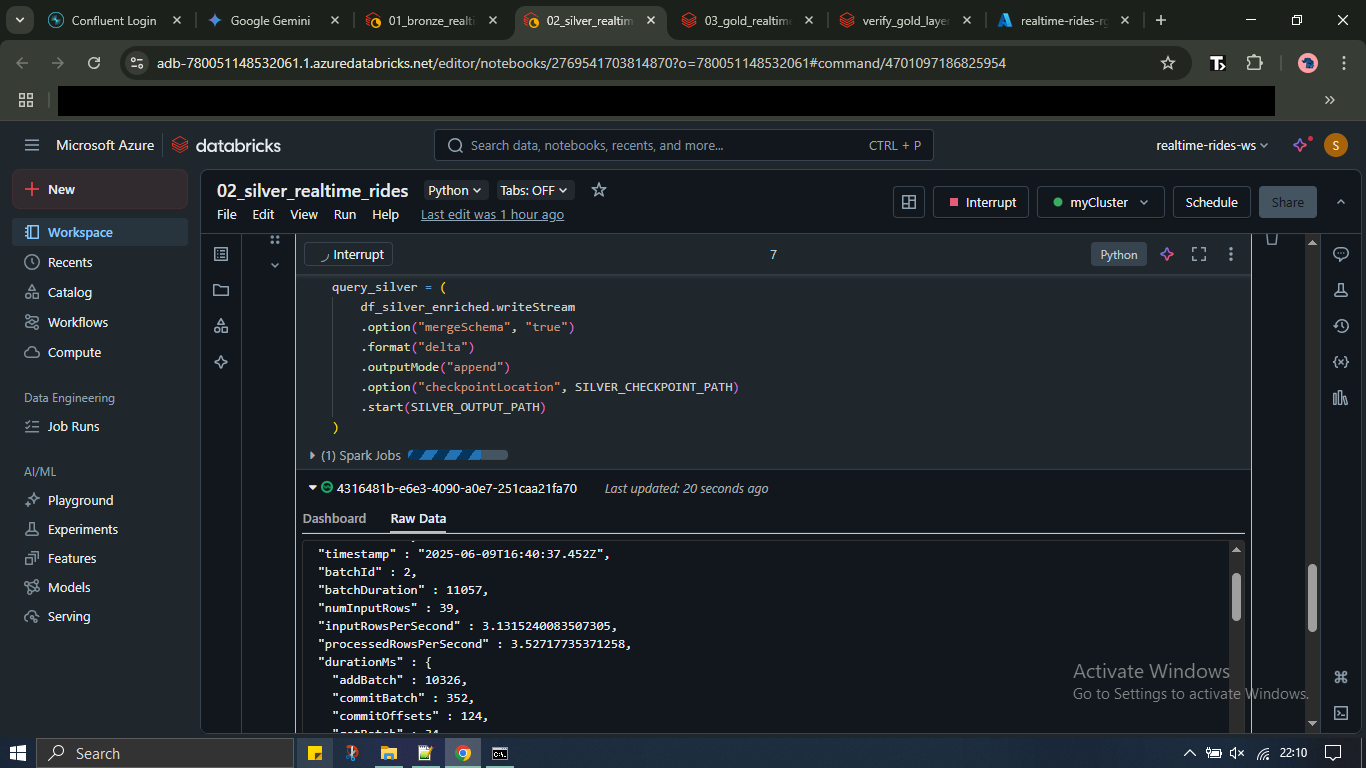 Confluent Login
Google Gemini
01_bronze_realti
02_silver_realtim
03_gold_realtime
verify_gold_laye
realtime-rides-r
adb-780051148532061.1.azuredatabricks.net/editor/notebooks/2769541703814870?o=780051148532061#command/4701097186825954
Microsoft Azure
databricks
Search data, notebooks, recents, and more...
CTRL + P
realtime-rides-ws
S
New
Workspace
Recents
Catalog
Workflows
Compute
Data Engineering
Job Runs
AI/ML
Playground
Experiments
Features
Models
Serving
02_silver_realtime_rides
Python
Tabs: OFF
File
Edit
View
Run
Help
Last edit was 1 hour ago
Interrupt
myCluster
Schedule
Share
Interrupt
7
Python
query_silver = (
df_silver_enriched.writeStream
.option("mergeSchema", "true")
.format("delta")
.outputMode("append")
.option("checkpointLocation", SILVER_CHECKPOINT_PATH)
.start(SILVER_OUTPUT_PATH)
)
(1) Spark Jobs
4316481b-e6e3-4090-a0e7-251caa21fa70
Last updated: 20 seconds ago
Dashboard
Raw Data
"timestamp" : "2025-06-09T16:40:37.452Z",
"batchId" : 2,
"batchDuration" : 11057,
"numInputRows" : 39,
"inputRowsPerSecond" : 3.1315240083507305,
"processedRowsPerSecond" : 3.52717735371258,
"durationMs" : {
"addBatch" : 10326,
"commitBatch" : 352,
"commitOffsets" : 124,
Activate Windows
Go to Settings to activate Windows.
Search
22:10